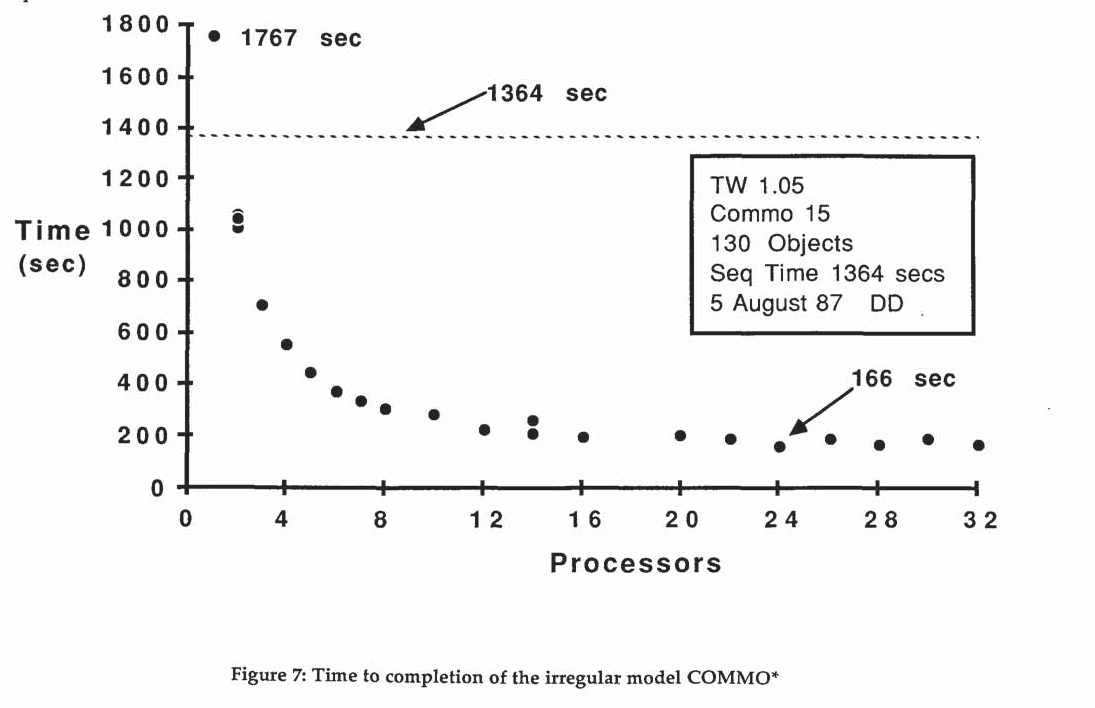 1800
1767 sec
1600
1364 sec
1400
1200
TW 1.05
Commo 15
130 Objects
Seq Time 1364 secs
5 August 87 DD
Time
(sec)
1000
800
600
400
166 sec
200
0
0 4 8 12 16 20 24 28 32
Processors
Figure 7: Time to completion of the irregular model COMMO*